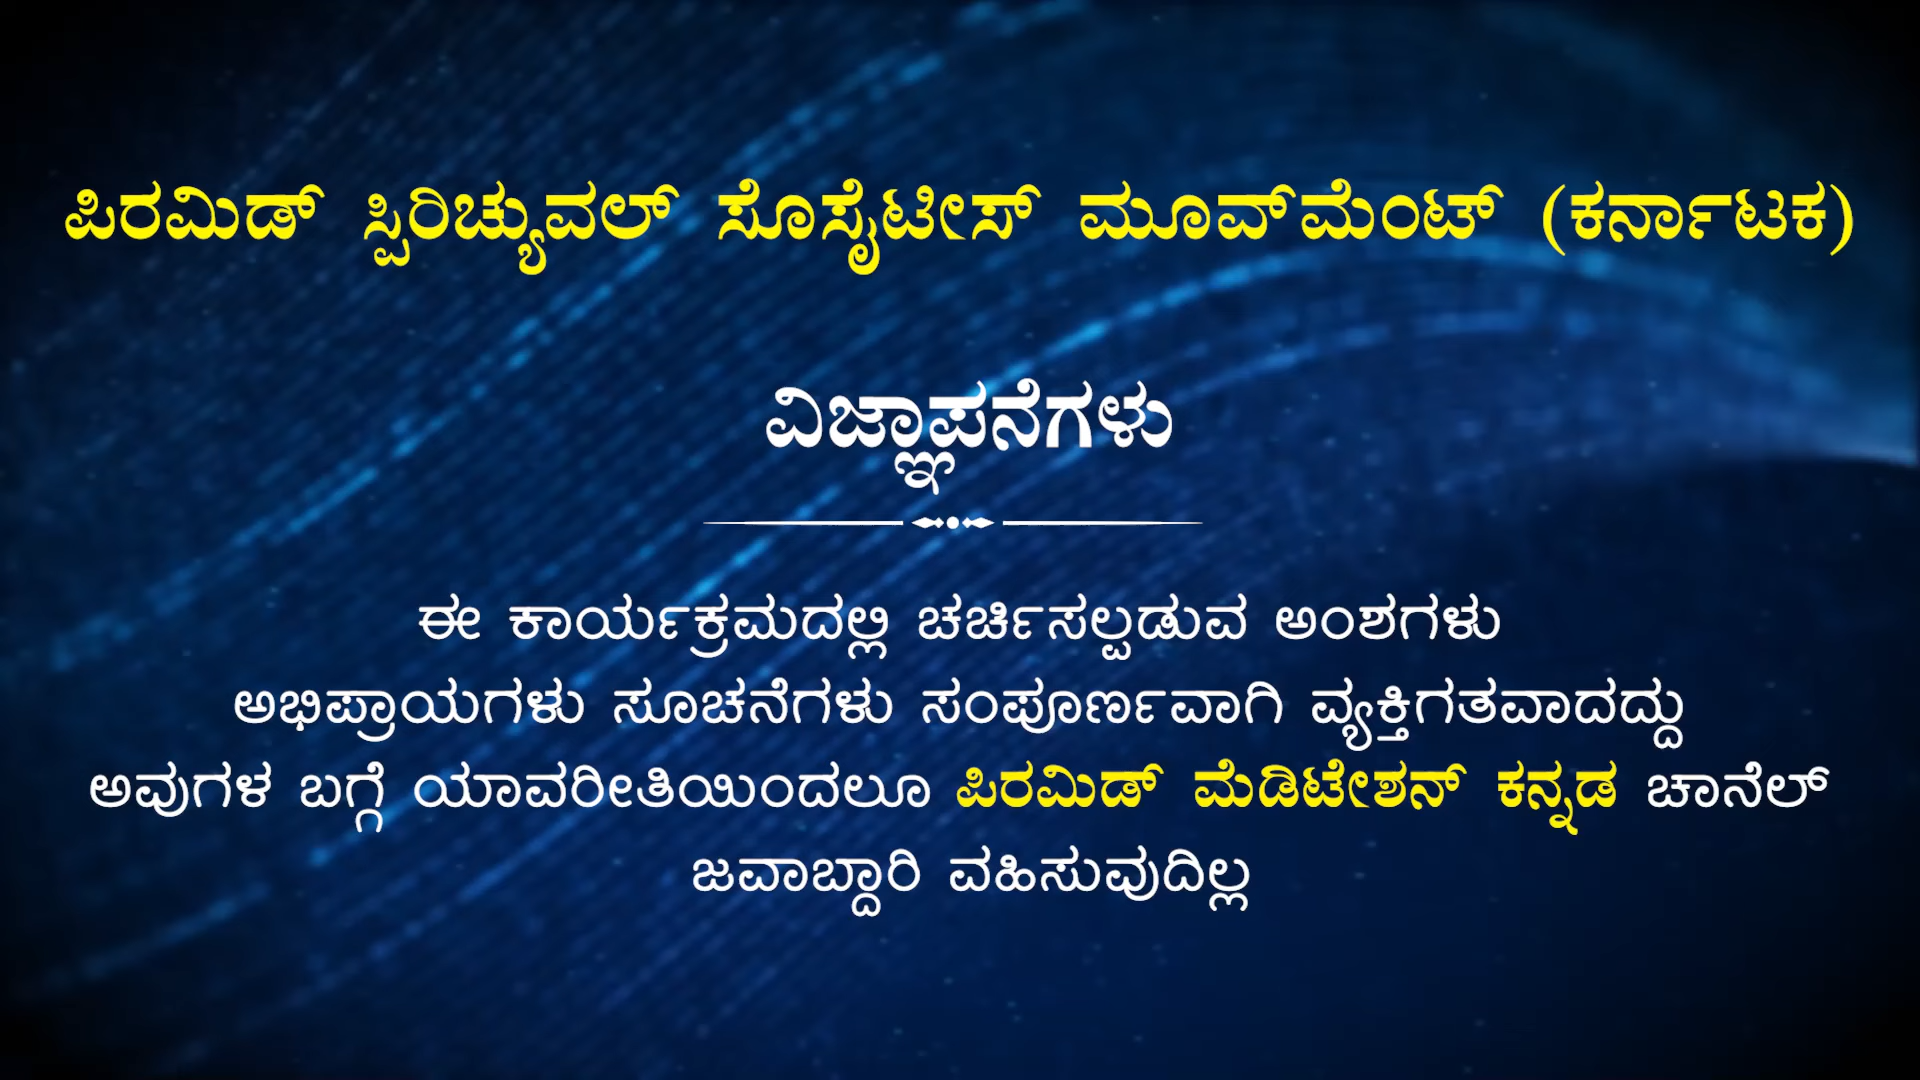 ಪಿರಮಿಡ್ ಸ್ಪಿರಿಚ್ಯುವಲ್ ಸೊಸೈಟೀಸ್ ಮೂವ್‌ಮೆಂಟ್ (ಕರ್ನಾಟಕ)
ವಿಜ್ಞಾಪನೆಗಳು
ಈ ಕಾರ್ಯಕ್ರಮದಲ್ಲಿ ಚರ್ಚಿಸಲ್ಪಡುವ ಅಂಶಗಳು
ಅಭಿಪ್ರಾಯಗಳು ಸೂಚನೆಗಳು ಸಂಪೂರ್ಣವಾಗಿ ವ್ಯಕ್ತಿಗತವಾದದ್ದು
ಅವುಗಳ ಬಗ್ಗೆ ಯಾವರೀತಿಯಿಂದಲೂ ಪಿರಮಿಡ್ ಮೆಡಿಟೇಶನ್ ಕನ್ನಡ ಚಾನೆಲ್
ಜವಾಬ್ದಾರಿ ವಹಿಸುವುದಿಲ್ಲ